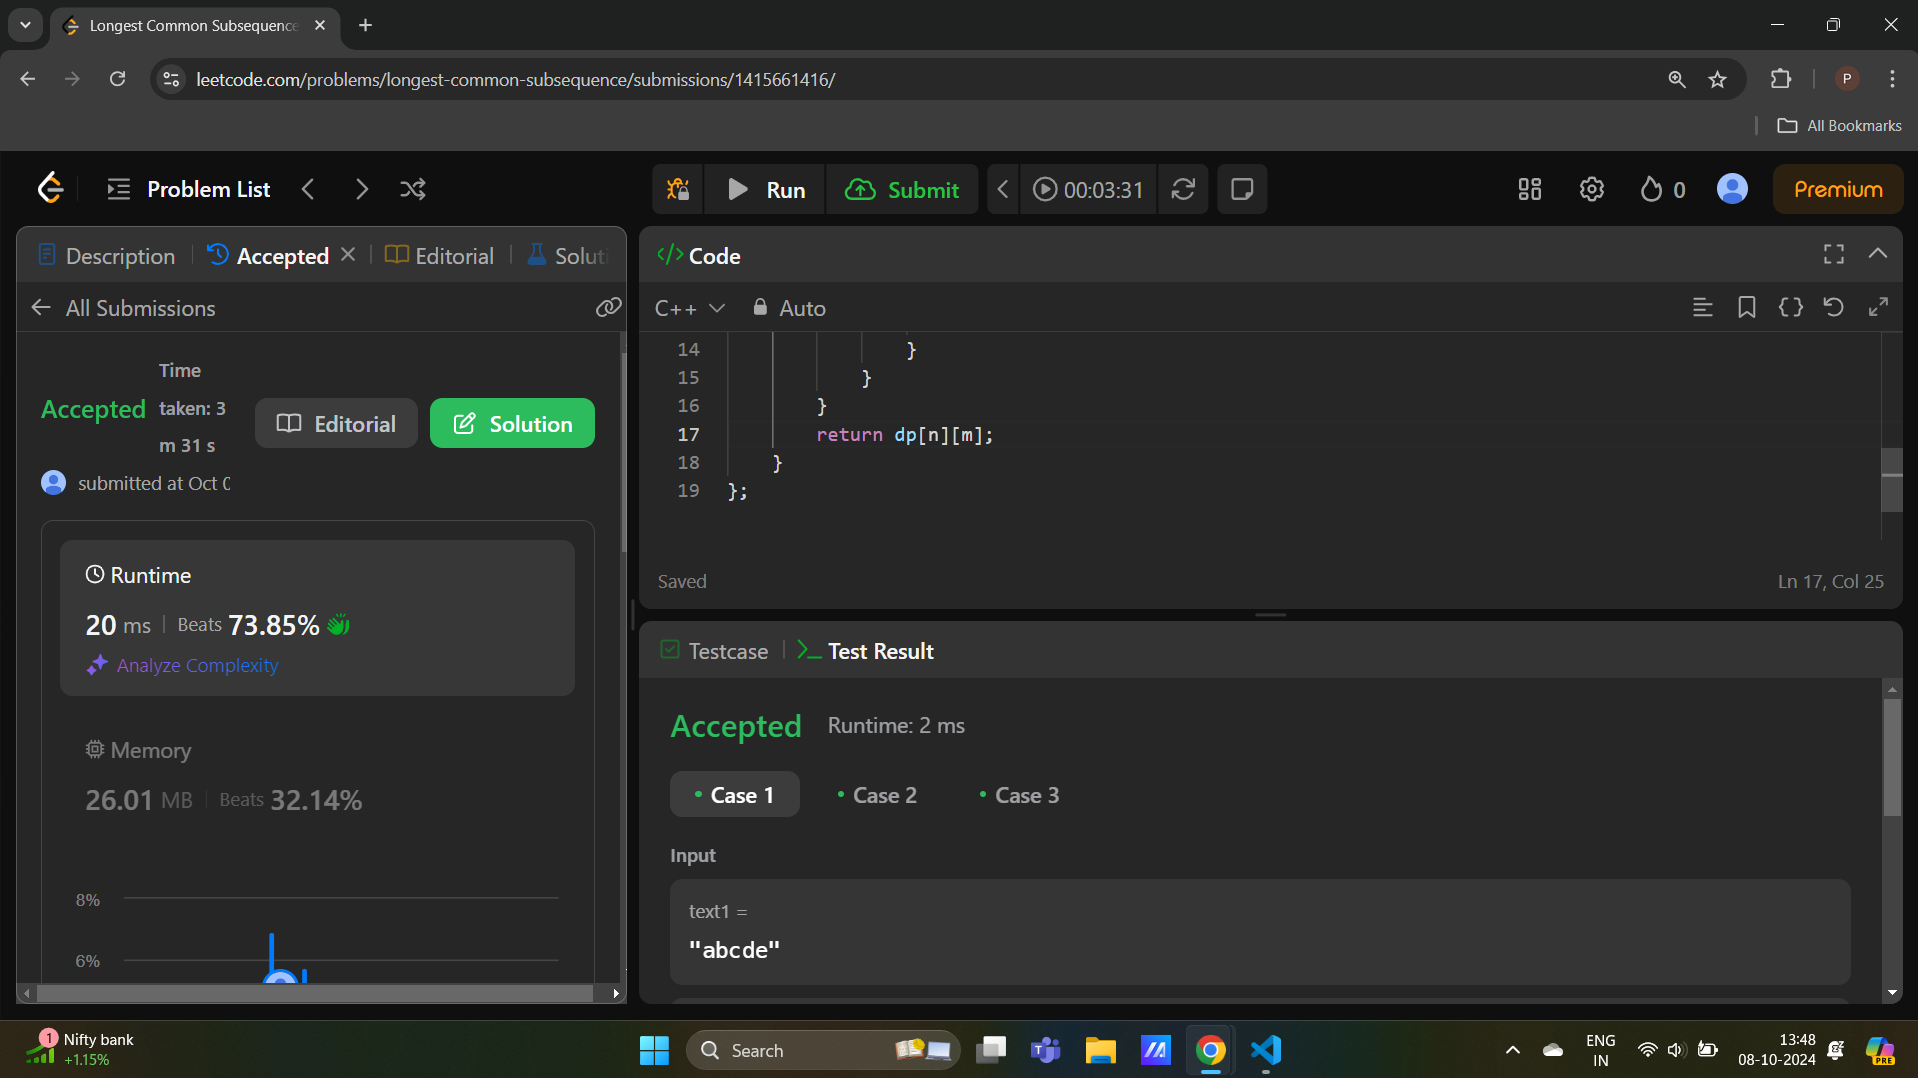 Longest Common Subsequence
leetcode.com/problems/longest-common-subsequence/submissions/1415661416/
P
All Bookmarks
Problem List
Run
Submit
00:03:31
0
Premium
Description
Accepted
Editorial
Soluti
Code
All Submissions
C++
Auto
Accepted
Time
taken: 3
m 31 s
Editorial
Solution
submitted at Oct 0
Runtime
20 ms
Beats 73.85%
Analyze Complexity
Memory
26.01 MB
Beats 32.14%
8%
6%
14 }
15 }
16 }
17 return dp[n][m];
18 }
19 };
Saved
Ln 17, Col 25
Testcase
Test Result
Accepted
Runtime: 2 ms
Case 1
Case 2
Case 3
Input
text1 =
"abcde"
1
Nifty bank
+1.15%
Search
ENG
IN
13:48
08-10-2024
PRE